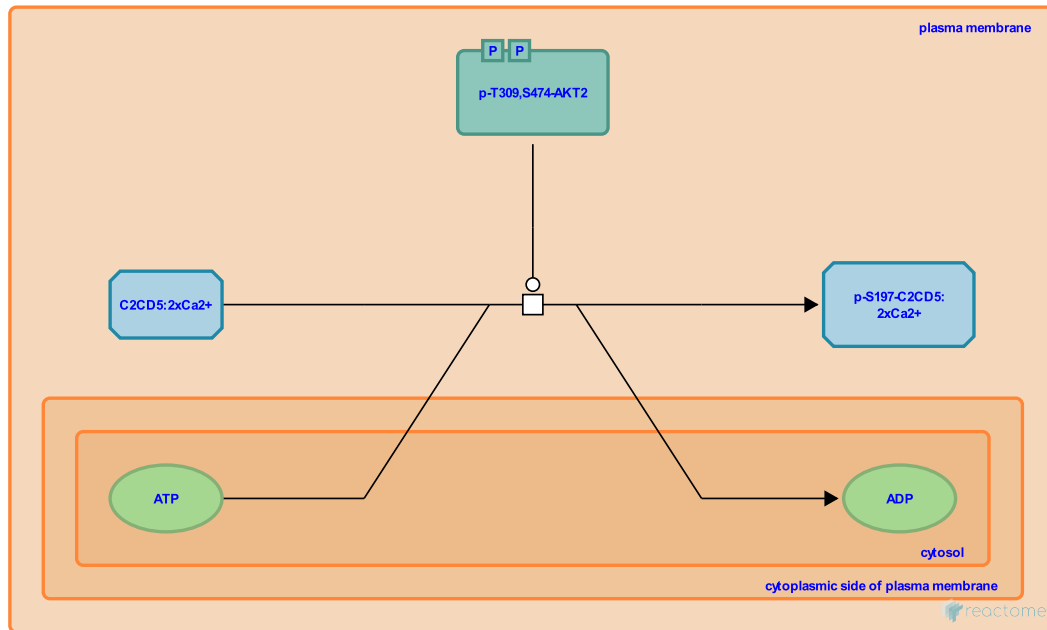 plasma membrane
P P
p-T309,S474-AKT2
C2CD5:2xCa2+
p-S197-C2CD5:
2xCa2+
ATP
ADP
cytosol
cytoplasmic side of plasma membrane
reactome